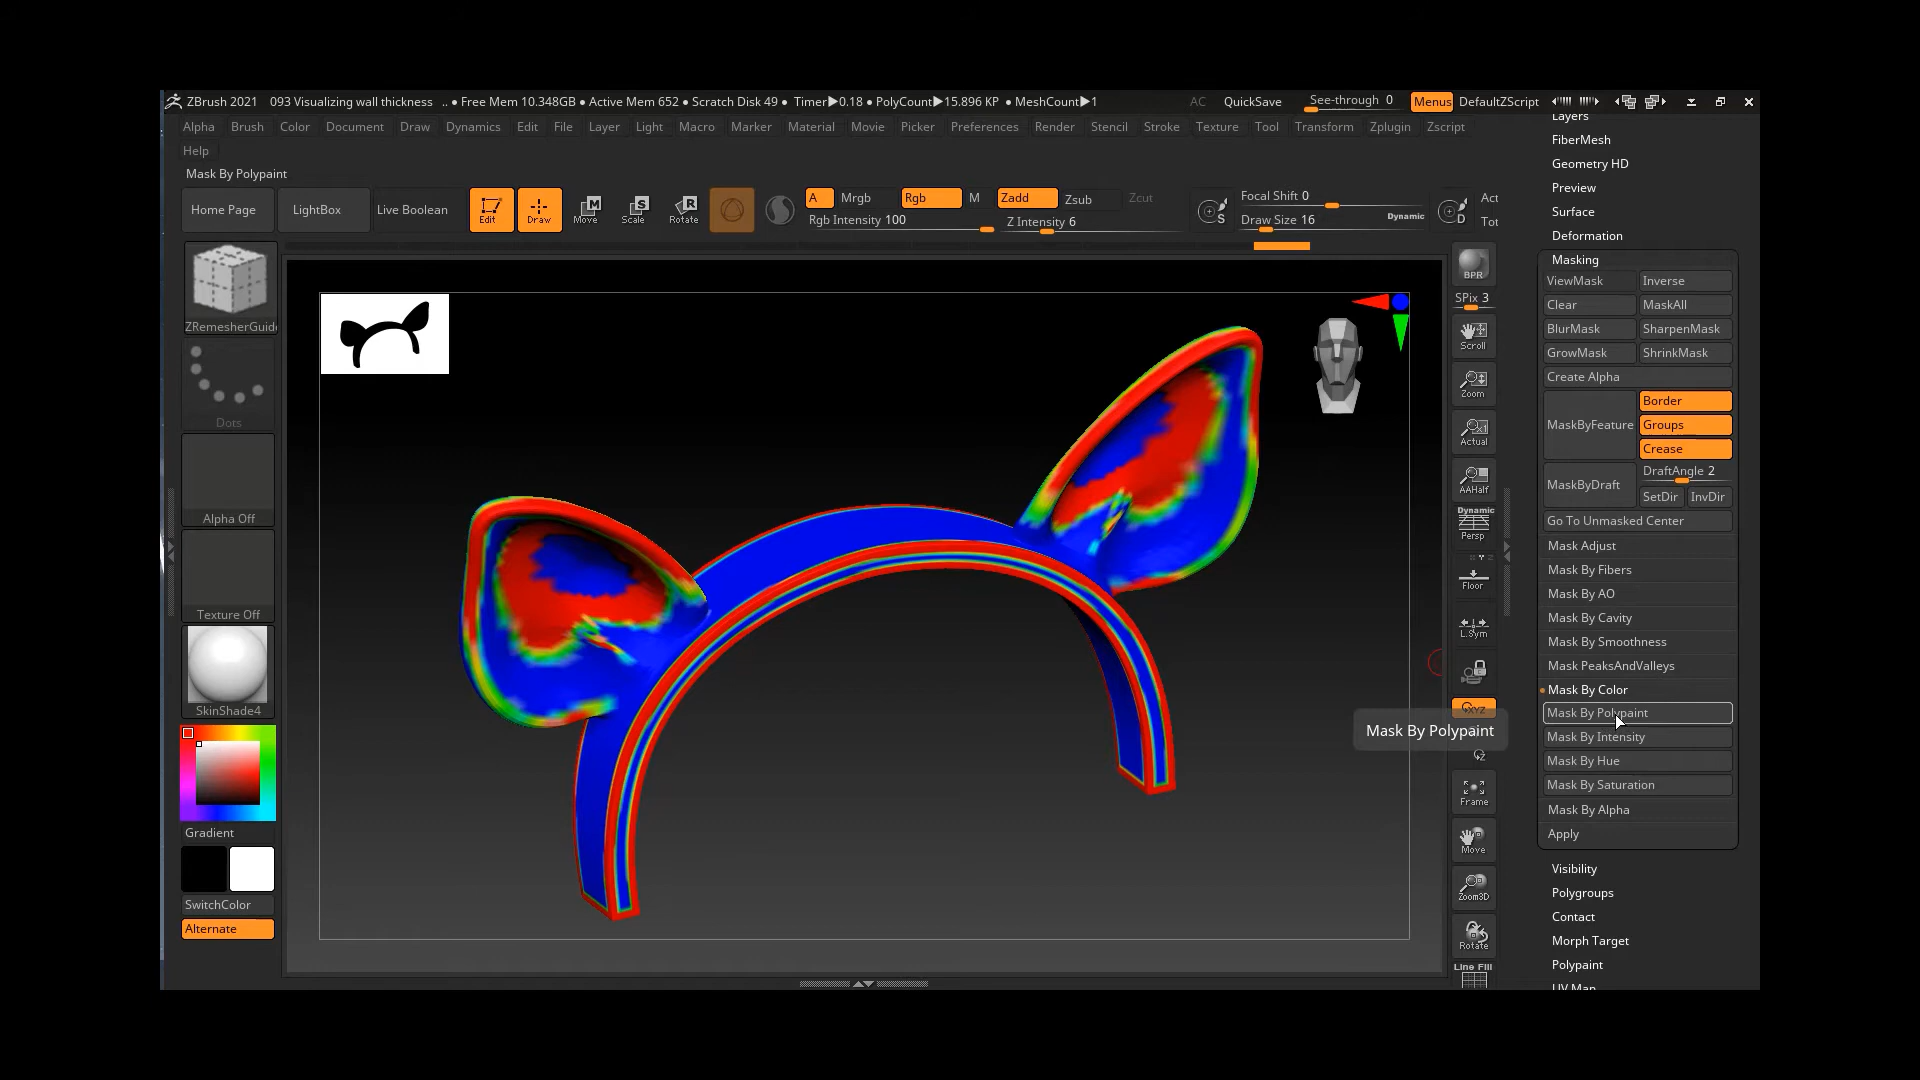 ZBrush 2021 093 Visualizing wall thickness .. ● Free Mem 10.348GB ● Active Mem 652 ● Scratch Disk 49 ● Timer▶0.18 ● PolyCount▶15.896 KP ● MeshCount▶1 AC QuickSave See-through 0 Menus DefaultZScript
Alpha Brush Color Document Draw Dynamics Edit File Layer Light Macro Marker Material Movie Picker Preferences Render Stencil Stroke Texture Tool Transform Zplugin Zscript
Help
Mask By Polypaint
Home Page LightBox Live Boolean Edit Draw Move Scale Rotate
A Mrgb Rgb M Zadd Zsub Zcut
Rgb Intensity 100 Z Intensity 6
Focal Shift 0
Draw Size 16 Dynamic
S D
Act
Tot
ZRemesherGuid
Dots
Alpha Off
Texture Off
SkinShade4
Gradient
SwitchColor
Alternate
BPR
SPix 3
Scroll
Zoom
Actual
AAHalf
Dynamic
Persp
Floor
L.Sym
XYZ
Frame
Move
Zoom3D
Rotate
Line Fill
Mask By Polypaint
Layers
FiberMesh
Geometry HD
Preview
Surface
Deformation
Masking
ViewMask Inverse
Clear MaskAll
BlurMask SharpenMask
GrowMask ShrinkMask
Create Alpha
MaskByFeature Border
Groups
Crease
MaskByDraft DraftAngle 2
SetDir InvDir
Go To Unmasked Center
Mask Adjust
Mask By Fibers
Mask By AO
Mask By Cavity
Mask By Smoothness
Mask PeaksAndValleys
Mask By Color
Mask By Polypaint
Mask By Intensity
Mask By Hue
Mask By Saturation
Mask By Alpha
Apply
Visibility
Polygroups
Contact
Morph Target
Polypaint
UV Map